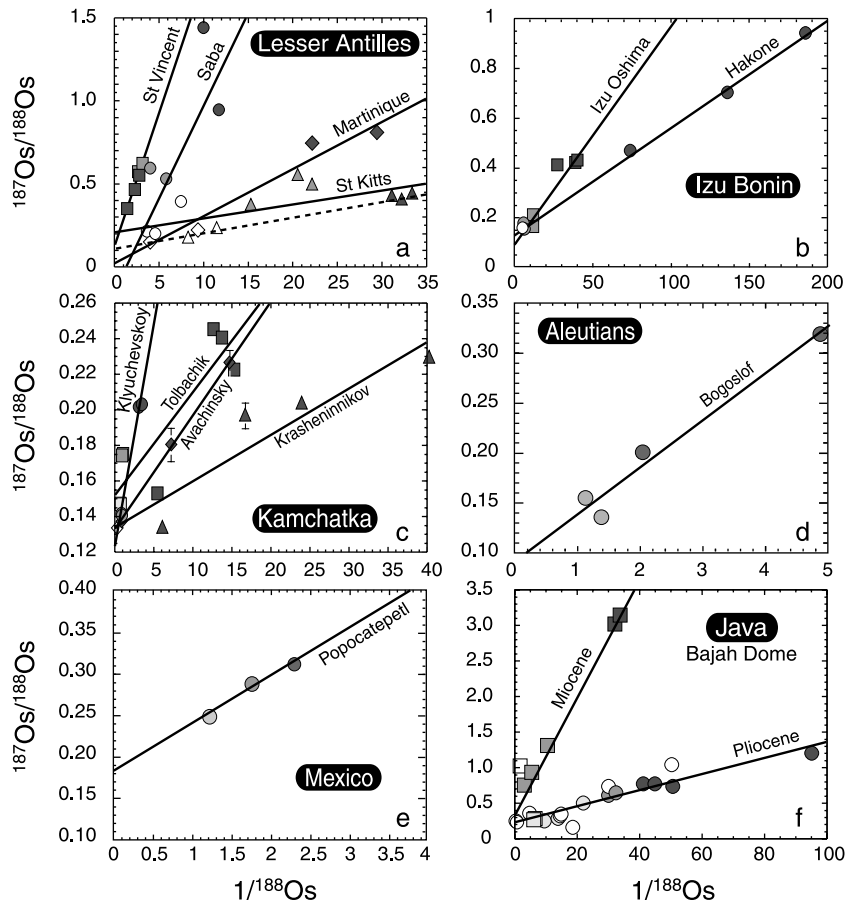 Lesser Antilles
St Vincent
Saba
Martinique
St Kitts
a
187Os/188Os
1.5
1.0
0.5
0
0 5 10 15 20 25 30 35
Izu Oshima
Hakone
Izu Bonin
b
1
0.8
0.6
0.4
0.2
0
0 50 100 150 200
Klyuchevskoy
Tolbachik
Avachinsky
Krasheninnikov
Kamchatka
c
187Os/188Os
0.26
0.24
0.22
0.20
0.18
0.16
0.14
0.12
0 5 10 15 20 25 30 35 40
Aleutians
Bogoslof
d
0.35
0.30
0.25
0.20
0.15
0.10
0 1 2 3 4 5
Popocatepetl
Mexico
e
187Os/188Os
0.40
0.30
0.25
0.20
0.10
0 0.5 1 1.5 2 2.5 3 3.5 4
1/188Os
Java
Bajah Dome
Miocene
Pliocene
f
3.5
3.0
2.5
2.0
1.5
1.0
0.5
0
0 20 40 60 80 100
1/188Os